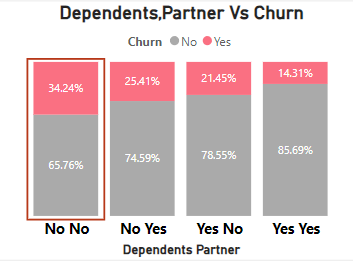 Dependents,Partner Vs Churn
Churn No Yes
34.24% 25.41% 21.45% 14.31%
65.76% 74.59% 78.55% 85.69%
No No No Yes Yes No Yes Yes
Dependents Partner